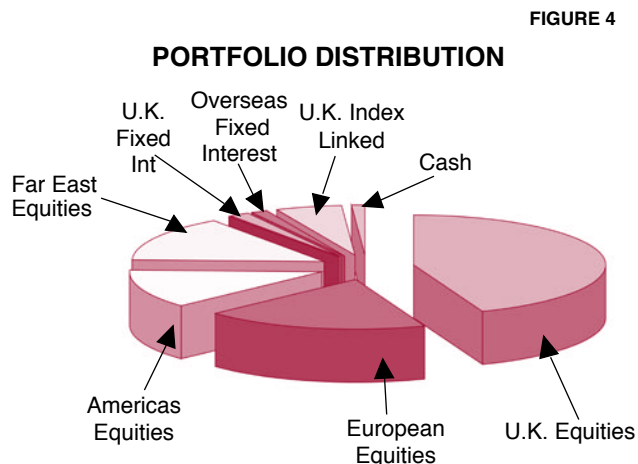 FIGURE 4
PORTFOLIO DISTRIBUTION
U.K.
Fixed
Int
Overseas
Fixed
Interest
U.K. Index
Linked
Cash
Far East
Equities
Americas
Equities
European
Equities
U.K. Equities